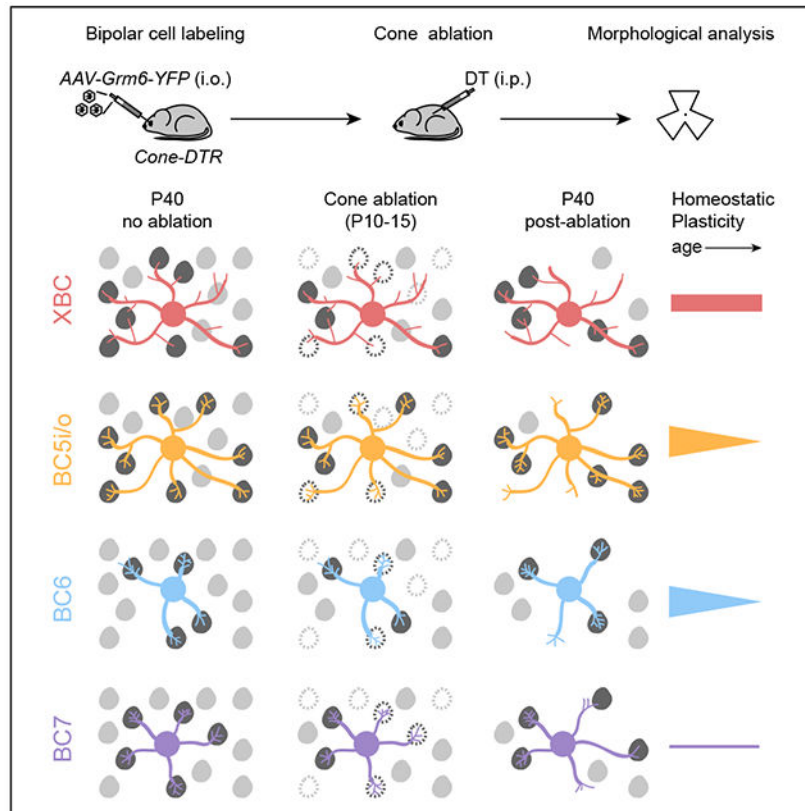 Bipolar cell labeling
Cone ablation
Morphological analysis
AAV-Grm6-YFP (i.o.)
DT (i.p.)
Cone-DTR
P40
no ablation
Cone ablation
(P10-15)
P40
post-ablation
Homeostatic
Plasticity
age
XBC
BC5i/o
BC6
BC7